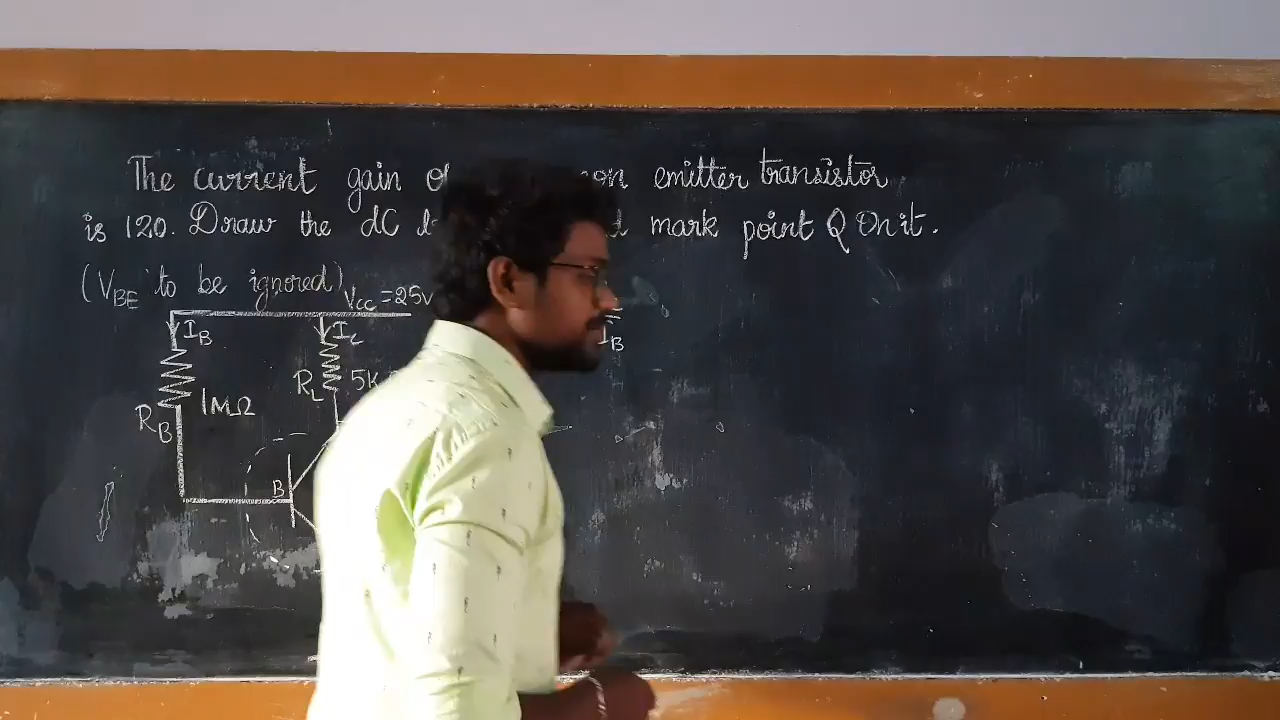 The current gain of emitter transistor
is 120. Draw the dC mark point Q On it.
(VBE to be ignored)
VCC = 25V
IB
IC
RL
5K
RB
1MΩ
B
IB